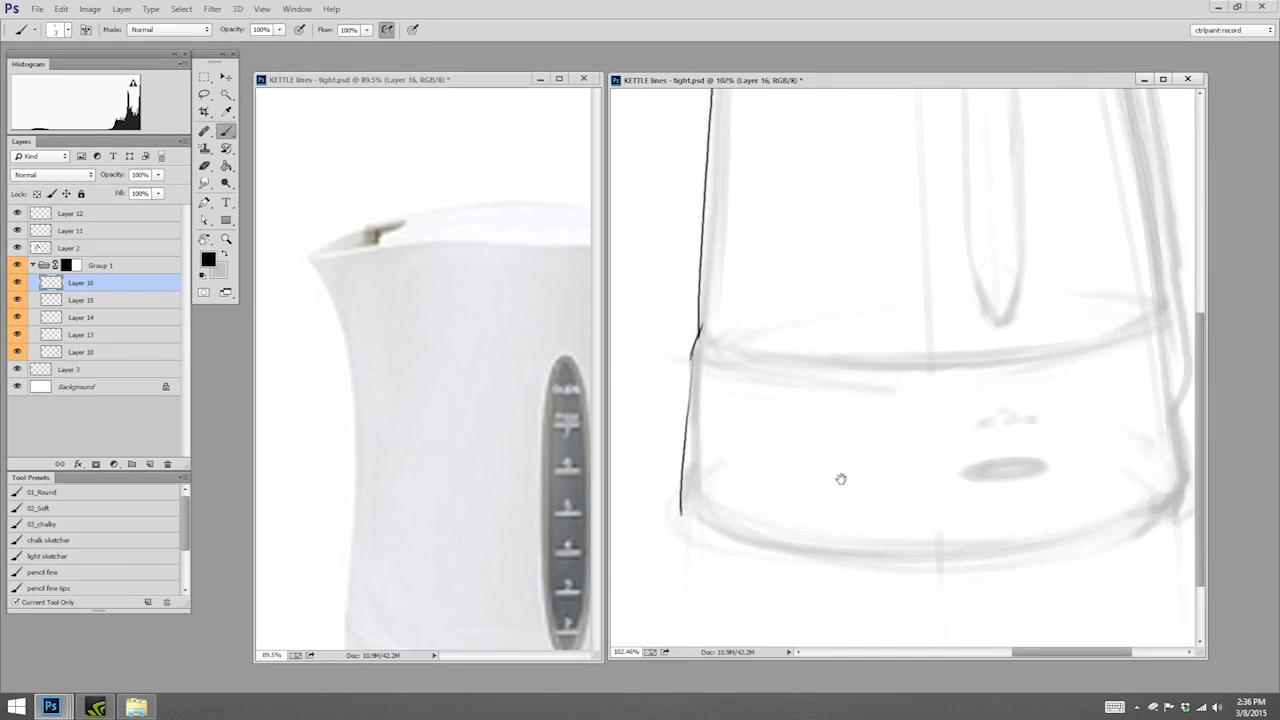 Ps File Edit Image Layer Type Select Filter 3D View Window Help
3 Mode: Normal Opacity: 100% Flow: 100% ctrlpaint-record
Histogram
Layers
Kind
Normal Opacity: 100%
Lock: Fill: 100%
Layer 12
Layer 11
Layer 2
Group 1
Layer 16
Layer 15
Layer 14
Layer 13
Layer 10
Layer 3
Background
Tool Presets
01_Round
02_Soft
03_chalky
chalk sketcher
light sketcher
pencil fine
pencil fine 6px
Current Tool Only
KETTLE lines - tight.psd @ 89.5% (Layer 16, RGB/8) *
89.5% Doc: 10.9M/42.2M
KETTLE lines - tight.psd @ 102% (Layer 16, RGB/8) *
102.46% Doc: 10.9M/42.2M
Ps
2:36 PM
3/8/2015